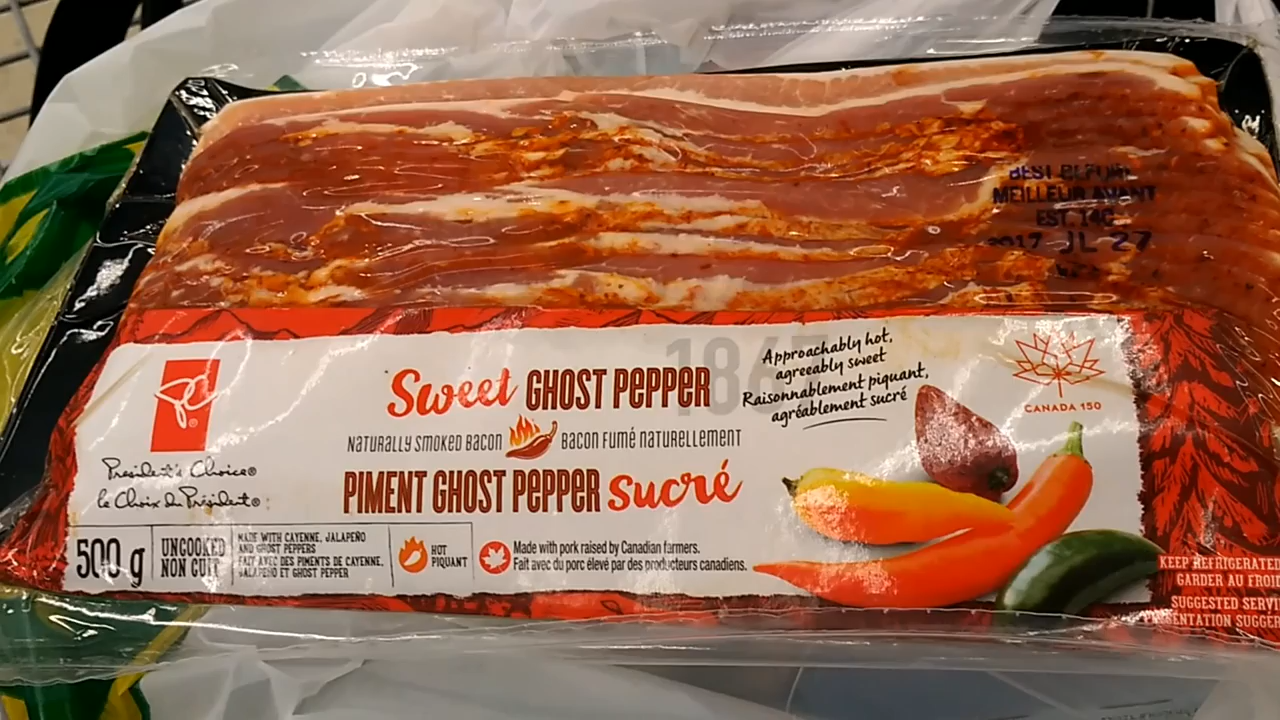 BEST BEFORE
MEILLEUR AVANT
EST 14C
2017 JL 27
Approachably hot,
agreeably sweet
Raisonnablement piquant,
agréablement sucré
CANADA 150
Sweet GHOST PEPPER
NATURALLY SMOKED BACON
BACON FUMÉ NATURELLEMENT
PIMENT GHOST PEPPER sucré
President's Choice®
le Choix du Président®
500 g
UNCOOKED
NON CUIT
MADE WITH CAYENNE, JALAPEÑO
AND GHOST PEPPERS
FAIT AVEC DES PIMENTS DE CAYENNE,
JALAPEÑO ET GHOST PEPPER
HOT
PIQUANT
Made with pork raised by Canadian farmers.
Fait avec du porc élevé par des producteurs canadiens.
KEEP REFRIGERATED
GARDER AU FROID
SUGGESTED